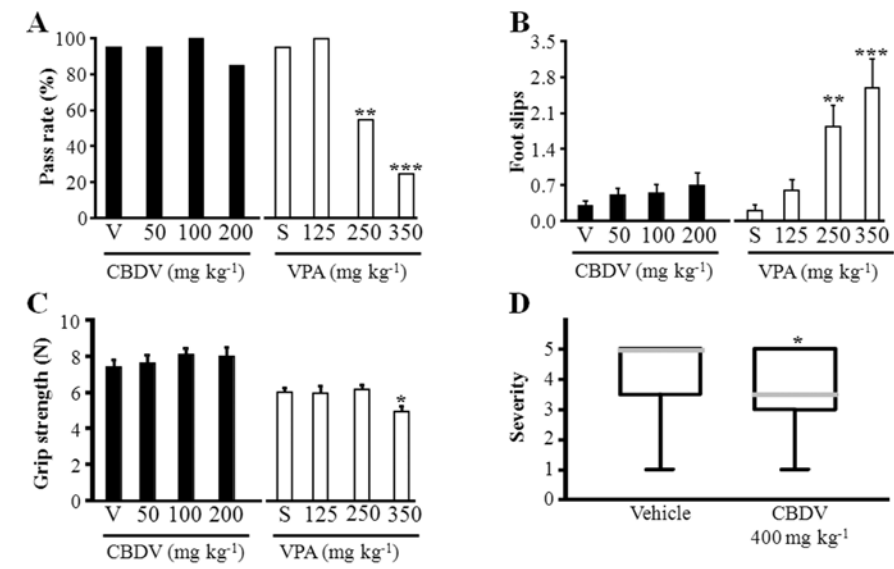 A
Pass rate (%)
100
80
60
40
20
0
**
***
V 50 100 200 S 125 250 350
CBDV (mg kg-1) VPA (mg kg-1)
B
Foot slips
3.5
2.8
2.1
1.4
0.7
0.0
**
***
V 50 100 200 S 125 250 350
CBDV (mg kg-1) VPA (mg kg-1)
C
Grip strength (N)
10
8
6
4
2
0
*
V 50 100 200 S 125 250 350
CBDV (mg kg-1) VPA (mg kg-1)
D
Severity
5
4
3
2
1
0
*
Vehicle CBDV
400 mg kg-1